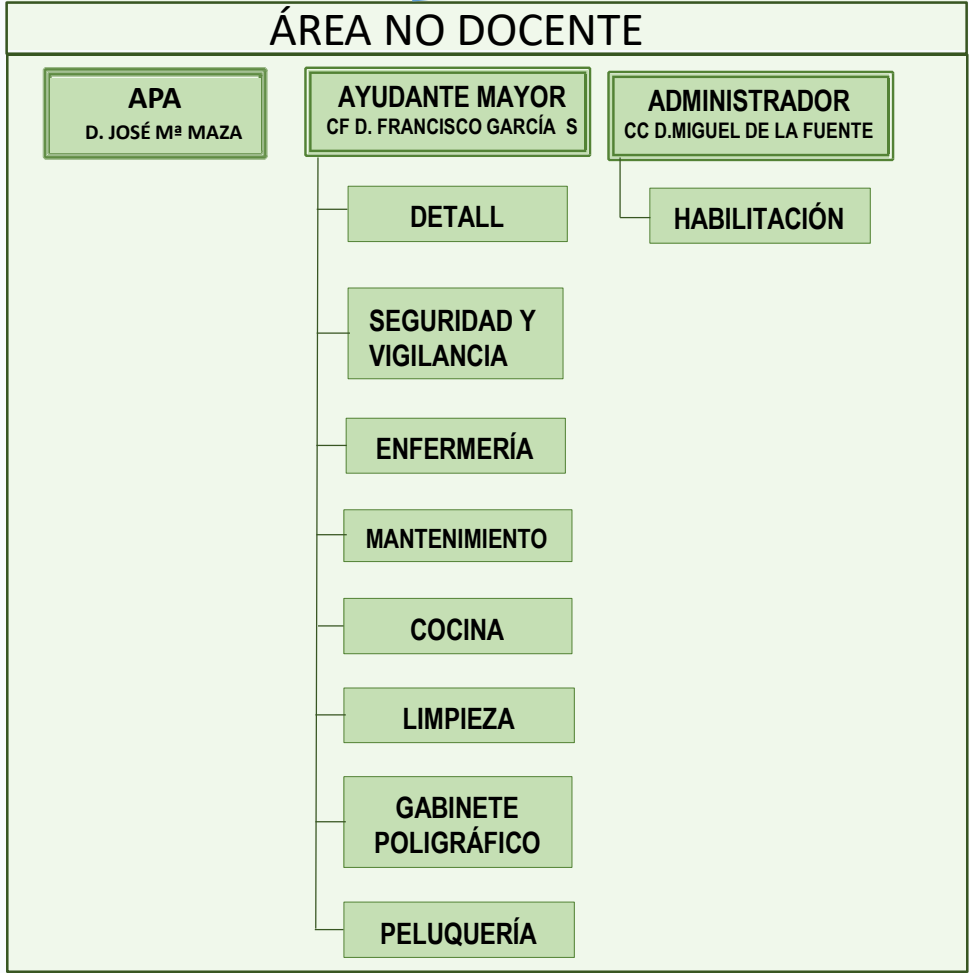 ÁREA NO DOCENTE
APA
D. JOSÉ Mª MAZA
AYUDANTE MAYOR
CF D. FRANCISCO GARCÍA S
ADMINISTRADOR
CC D.MIGUEL DE LA FUENTE
DETALL
HABILITACIÓN
SEGURIDAD Y
VIGILANCIA
ENFERMERÍA
MANTENIMIENTO
COCINA
LIMPIEZA
GABINETE
POLIGRÁFICO
PELUQUERÍA